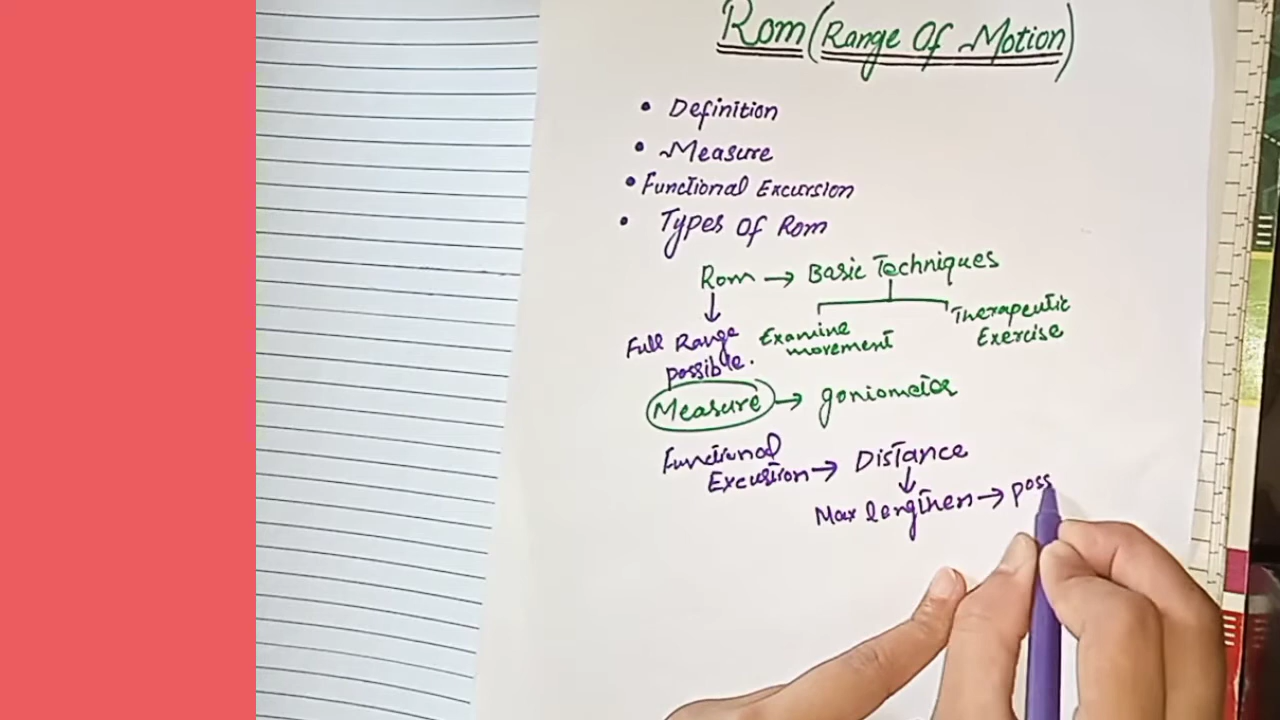 Rom (Range Of Motion)
• Definition
• Measure
• Functional Excursion
• Types Of Rom
Rom → Basic Techniques
↓
Full Range possible.
Examine movement
Therapeutic Exercise
Measure → goniometer
Functional
Excustion → Distance
↓
Max lengthen → poss